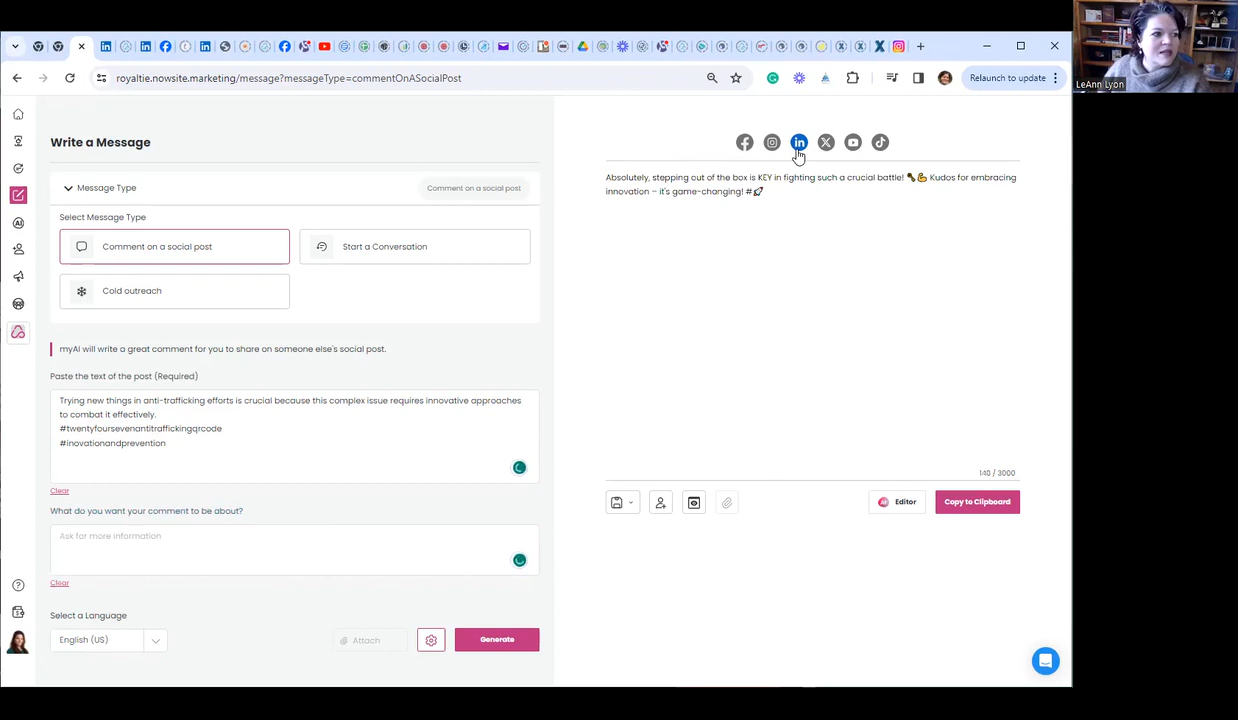 royaltie.nowsite.marketing/message?messageType=commentOnASocialPost
Relaunch to update
LeAnn Lyon
Write a Message
Message Type
Comment on a social post
Select Message Type
Comment on a social post
Start a Conversation
Cold outreach
myAI will write a great comment for you to share on someone else's social post.
Paste the text of the post (Required)
Trying new things in anti-trafficking efforts is crucial because this complex issue requires innovative approaches
to combat it effectively.
#twentyfoursevenantitraffickingqrcode
#inovationandprevention
Clear
What do you want your comment to be about?
Ask for more information
Clear
Select a Language
English (US)
Attach
Generate
Absolutely, stepping out of the box is KEY in fighting such a crucial battle! Kudos for embracing
innovation – it's game-changing! #
140 / 3000
Editor
Copy to Clipboard